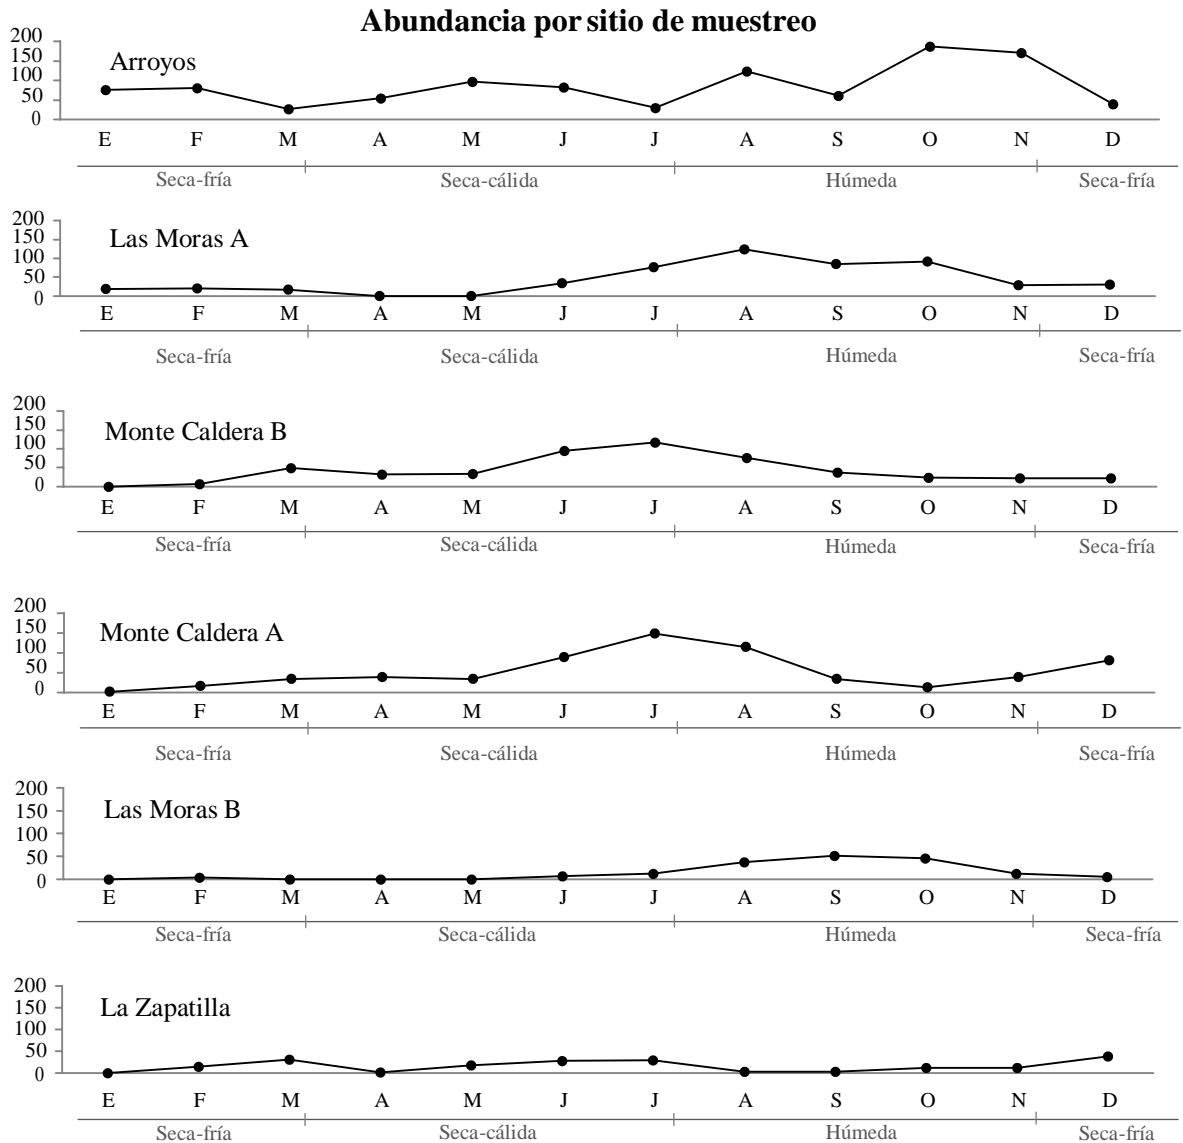 Abundancia por sitio de muestreo
200
150
100
50
0
Arroyos
E F M A M J J A S O N D
Seca-fría Seca-cálida Húmeda Seca-fría
200
150
100
50
0
Las Moras A
E F M A M J J A S O N D
Seca-fría Seca-cálida Húmeda Seca-fría
200
150
100
50
0
Monte Caldera B
E F M A M J J A S O N D
Seca-fría Seca-cálida Húmeda Seca-fría
200
150
100
50
0
Monte Caldera A
E F M A M J J A S O N D
Seca-fría Seca-cálida Húmeda Seca-fría
200
150
100
50
0
Las Moras B
E F M A M J J A S O N D
Seca-fría Seca-cálida Húmeda Seca-fría
200
150
100
50
0
La Zapatilla
E F M A M J J A S O N D
Seca-fría Seca-cálida Húmeda Seca-fría